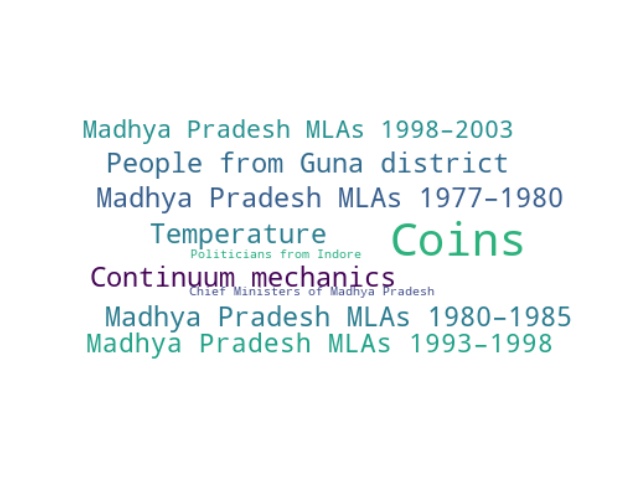 Madhya Pradesh MLAs 1998–2003
People from Guna district
Madhya Pradesh MLAs 1977–1980
Temperature
Coins
Politicians from Indore
Continuum mechanics
Chief Ministers of Madhya Pradesh
Madhya Pradesh MLAs 1980–1985
Madhya Pradesh MLAs 1993–1998